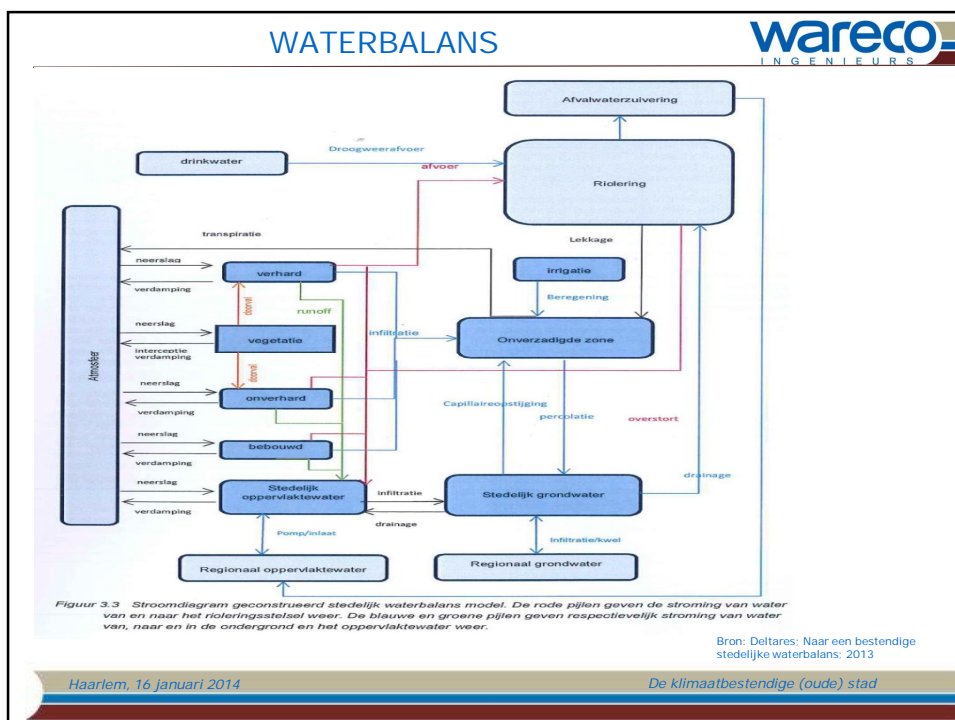 WATERBALANS
wareco
INGENIEURS
Afvalwaterzuivering
Droogweerafvoer
drinkwater
afvoer
Riolering
transpiratie
Lekkage
neerslag
verhard
irrigatie
verdamping
doorval
Beregening
runoff
neerslag
infiltratie
vegetatie
Onverzadigde zone
interceptie
verdamping
Atmosfeer
doorval
neerslag
onverhard
Capillaireopstijging
verdamping
percolatie
overstort
neerslag
bebouwd
verdamping
drainage
neerslag
Stedelijk
oppervlaktewater
infiltratie
Stedelijk grondwater
verdamping
drainage
Pomp/inlaat
Infiltratie/kwel
Regionaal oppervlaktewater
Regionaal grondwater
Figuur 3.3 Stroomdiagram geconstrueerd stedelijk waterbalans model. De rode pijlen geven de stroming van water
van en naar het rioleringsstelsel weer. De blauwe en groene pijlen geven respectievelijk stroming van water
van, naar en in de ondergrond en het oppervlaktewater weer.
Bron: Deltares; Naar een bestendige
stedelijke waterbalans; 2013
Haarlem, 16 januari 2014
De klimaatbestendige (oude) stad